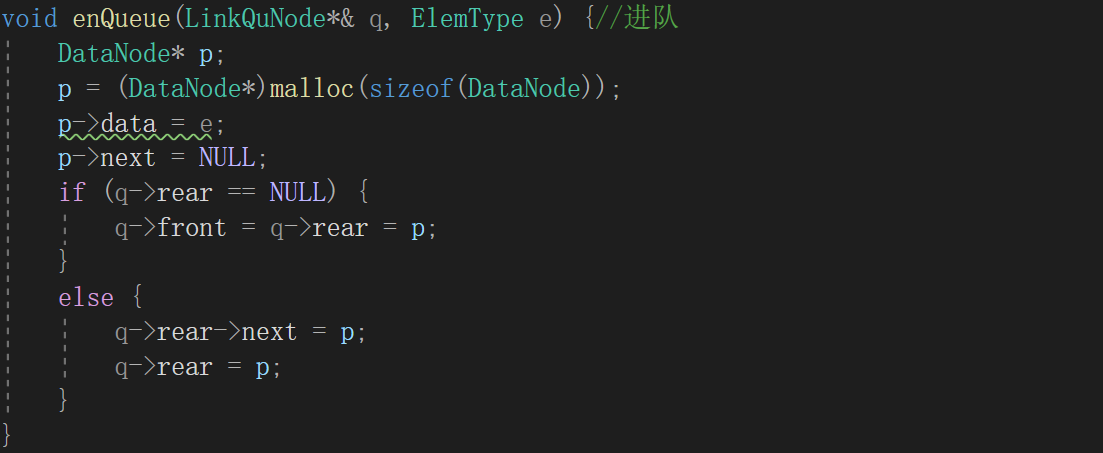 void enQueue(LinkQuNode*& q, ElemType e) {//进队
    DataNode* p;
    p = (DataNode*)malloc(sizeof(DataNode));
    p->data = e;
    p->next = NULL;
    if (q->rear == NULL) {
        q->front = q->rear = p;
    }
    else {
        q->rear->next = p;
        q->rear = p;
    }
}